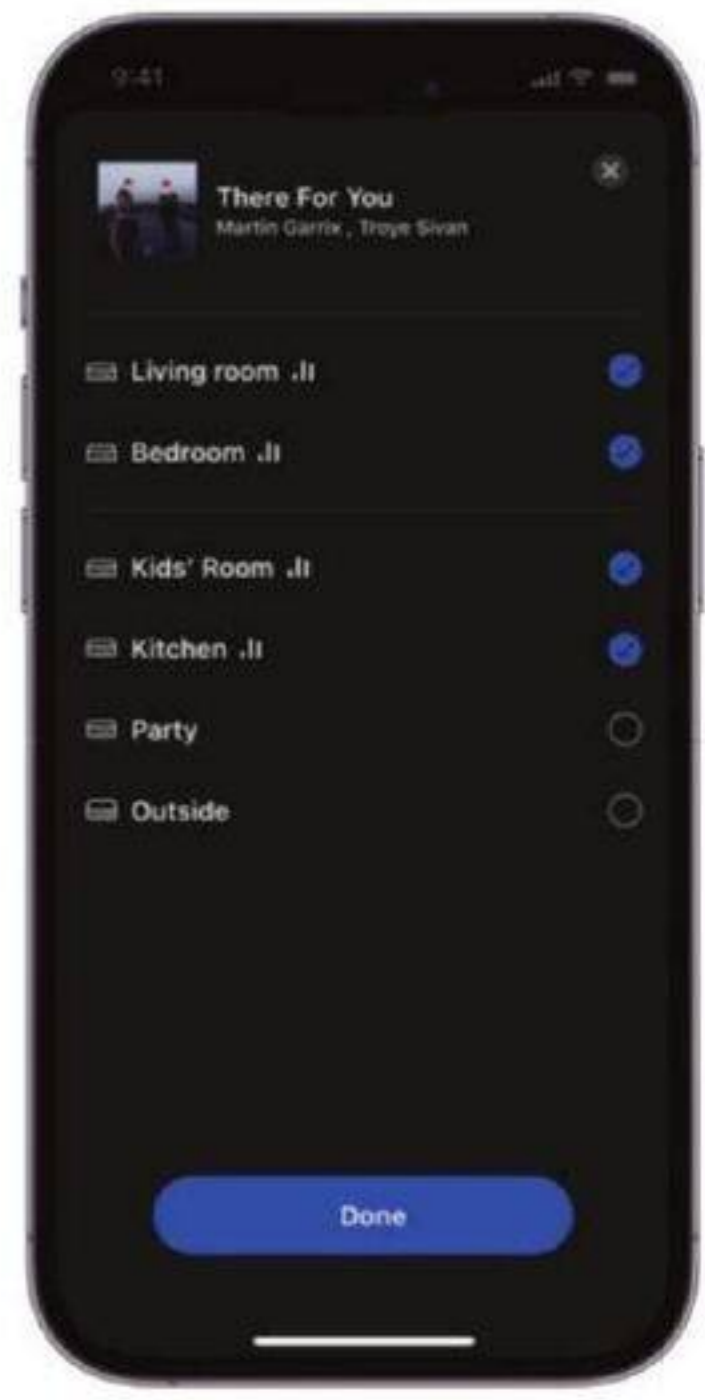 9:41
There For You
Martin Garrix, Troye Sivan
Living room
Bedroom
Kids' Room
Kitchen
Party
Outside
Done